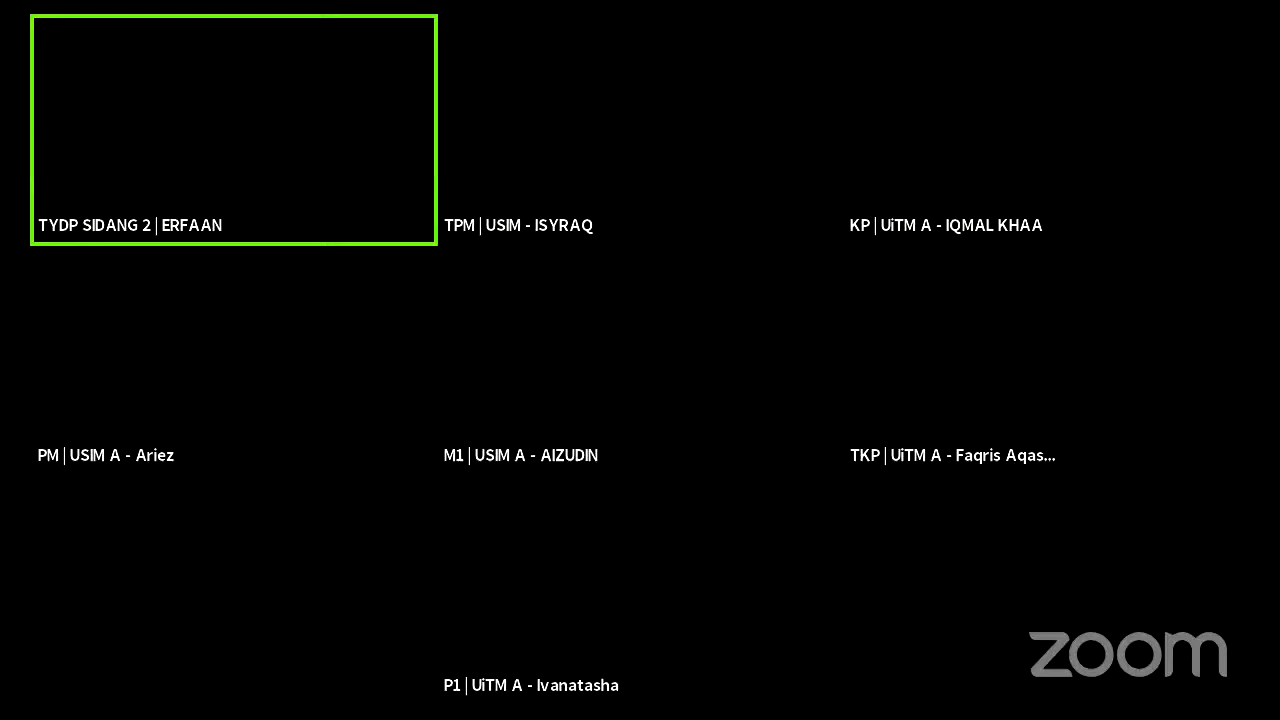 TYDP SIDANG 2 | ERFAAN
TPM | USIM - ISYRAQ
KP | UiTM A - IQMAL KHAA
PM | USIM A - Ariez
M1 | USIM A - AIZUDIN
TKP | UiTM A - Faqris Aqas...
P1 | UiTM A - Ivanatasha
zoom